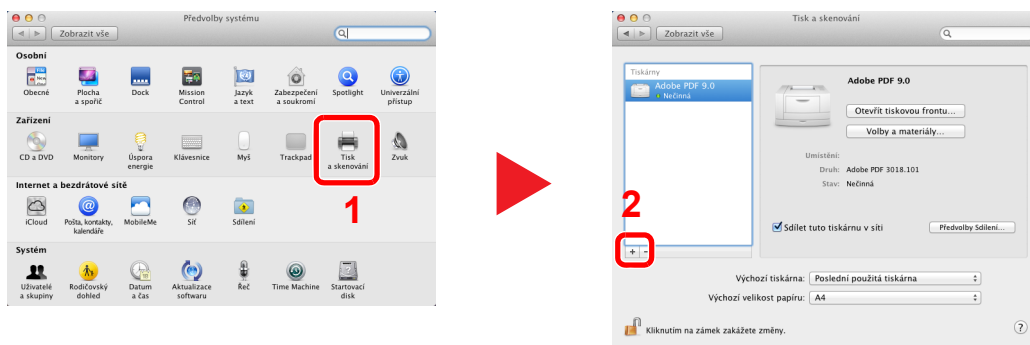 Předvolby systému
Zobrazit vše
Osobní
Obecné
Plocha
a spořič
Dock
Mission
Control
Jazyk
a text
Zabezpečení
a soukromí
Spotlight
Univerzální
přístup
Zařízení
CD a DVD
Monitory
Úspora
energie
Klávesnice
Myš
Trackpad
Tisk
a skenování
Zvuk
1
Internet a bezdrátové sítě
iCloud
Pošta, kontakty,
kalendáře
MobileMe
Síť
Sdílení
Systém
Uživatelé
a skupiny
Rodičovský
dohled
Datum
a čas
Aktualizace
softwaru
Řeč
Time Machine
Startovací
disk
Tisk a skenování
Zobrazit vše
Tiskárny
Adobe PDF 9.0
Nečinná
2
+ −
Adobe PDF 9.0
Otevřít tiskovou frontu...
Volby a materiály...
Umístění:
Druh: Adobe PDF 3018.101
Stav: Nečinná
Sdílet tuto tiskárnu v síti
Předvolby Sdílení...
Výchozí tiskárna: Poslední použitá tiskárna
Výchozí velikost papíru: A4
Kliknutím na zámek zakážete změny.
?